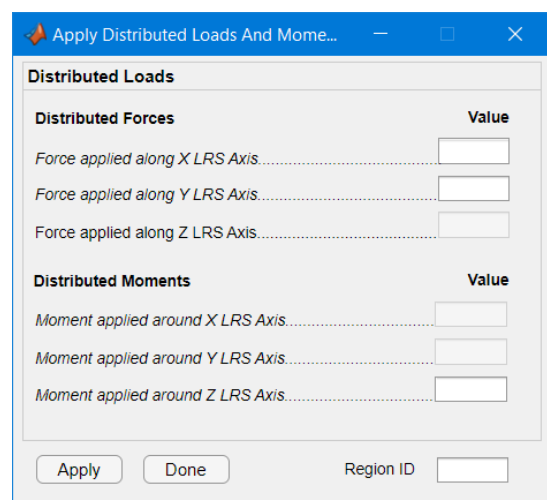 Apply Distributed Loads And Mome...
Distributed Loads
Distributed Forces Value
Force applied along X LRS Axis..................................................
Force applied along Y LRS Axis..................................................
Force applied along Z LRS Axis..................................................
Distributed Moments Value
Moment applied around X LRS Axis..........................................
Moment applied around Y LRS Axis..........................................
Moment applied around Z LRS Axis..........................................
Apply Done Region ID